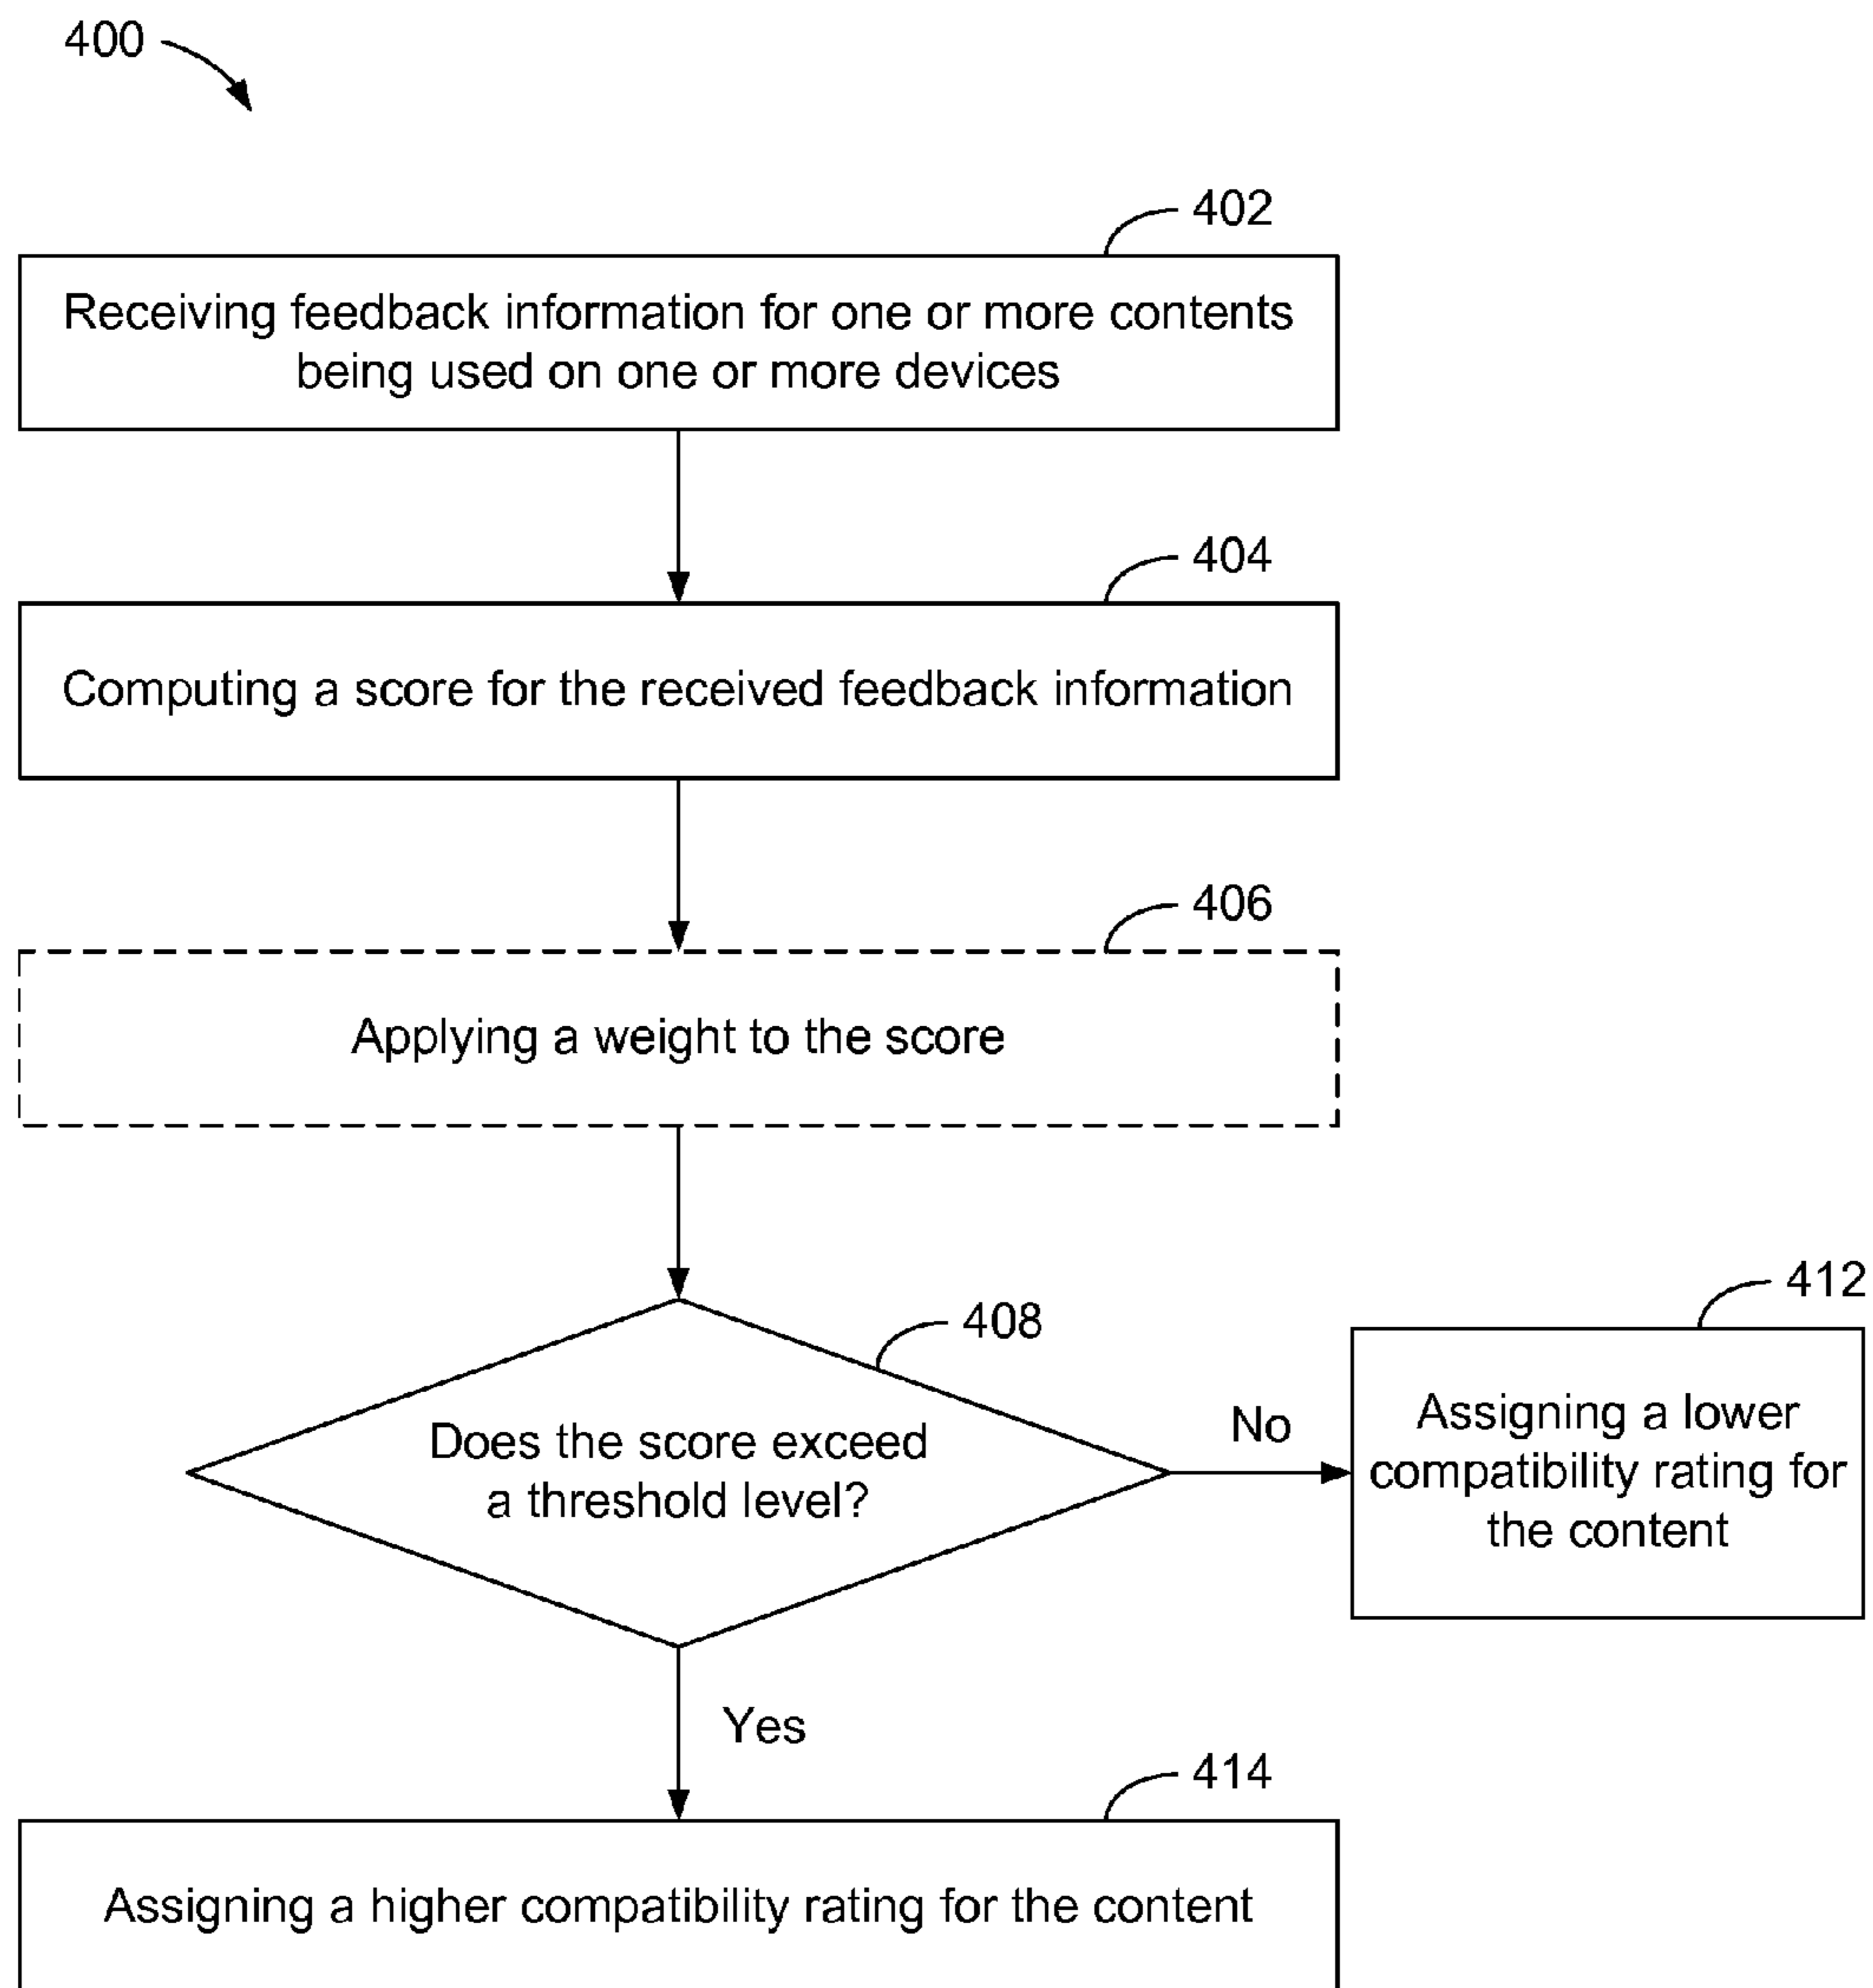 400
402
Receiving feedback information for one or more contents
being used on one or more devices
404
Computing a score for the received feedback information
406
Applying a weight to the score
408
Does the score exceed
a threshold level?
No
412
Assigning a lower
compatibility rating for
the content
Yes
414
Assigning a higher compatibility rating for the content